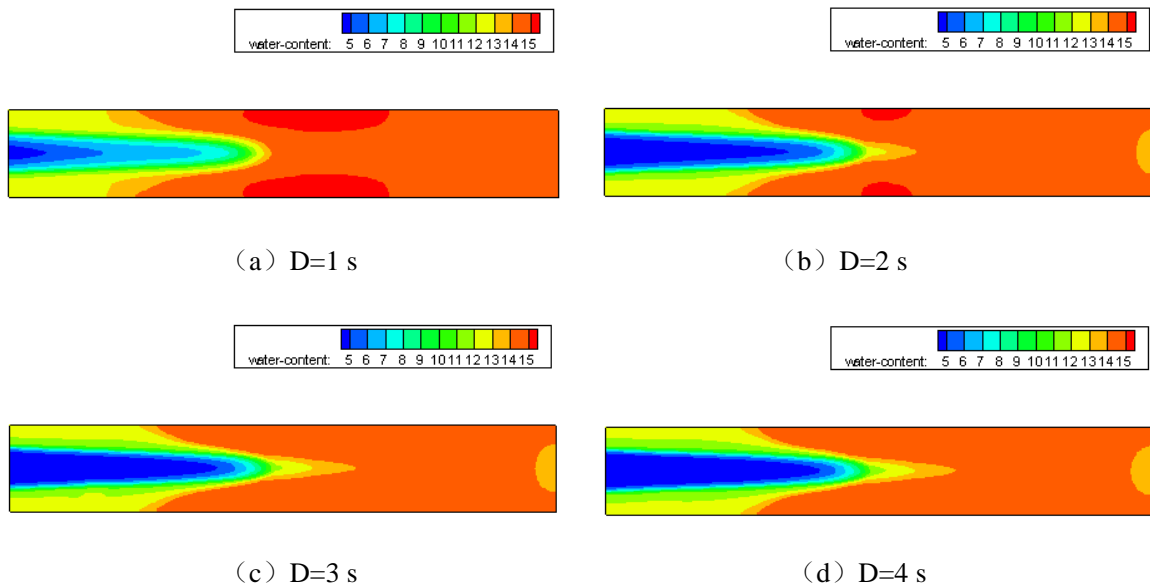 water-content: 5 6 7 8 9 10 11 12 13 14 15
water-content: 5 6 7 8 9 10 11 12 13 14 15
（a）D=1 s
（b）D=2 s
water-content: 5 6 7 8 9 10 11 12 13 14 15
water-content: 5 6 7 8 9 10 11 12 13 14 15
（c）D=3 s
（d）D=4 s